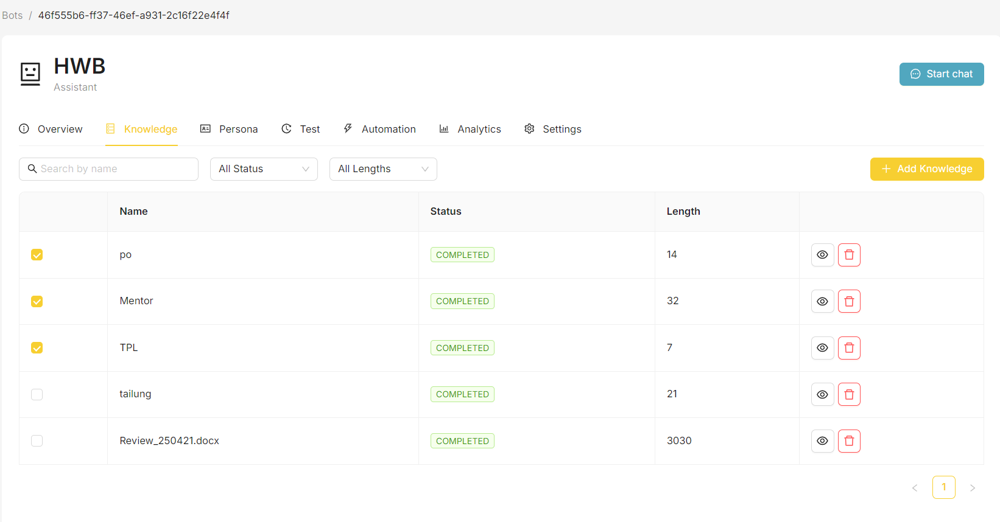 Bots / 46f555b6-ff37-46ef-a931-2c16f22e4f4f
HWB
Assistant
Start chat
Overview Knowledge Persona Test Automation Analytics Settings
Search by name All Status All Lengths + Add Knowledge
Name Status Length
po COMPLETED 14
Mentor COMPLETED 32
TPL COMPLETED 7
tailung COMPLETED 21
Review_250421.docx COMPLETED 3030
< 1 >